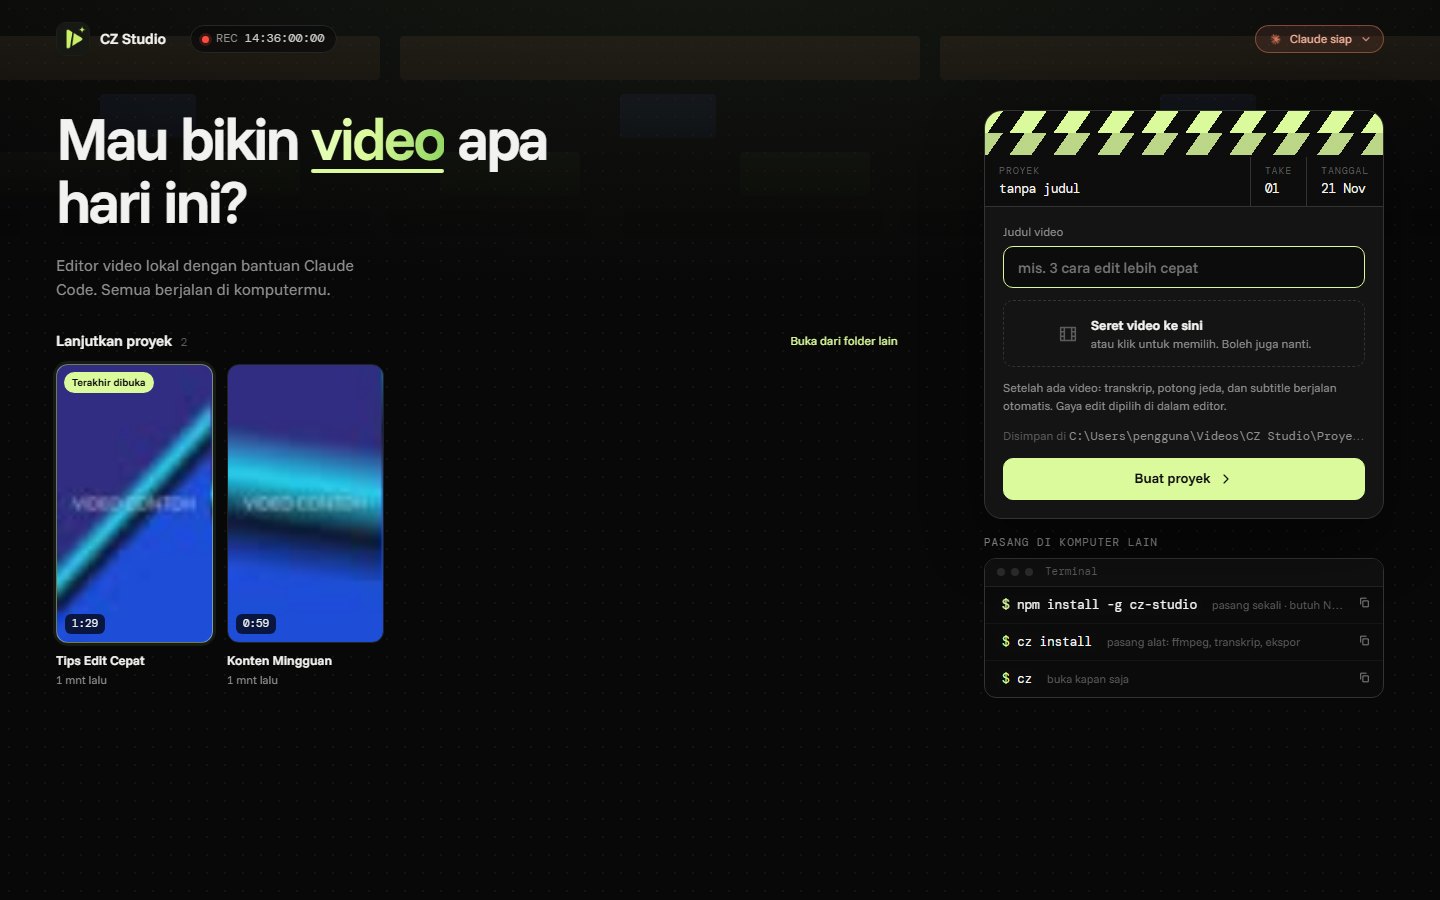 CZ Studio
REC 14:36:00:00
Claude siap
Mau bikin video apa
hari ini?
Editor video lokal dengan bantuan Claude
Code. Semua berjalan di komputermu.
Lanjutkan proyek 2
Buka dari folder lain
Terakhir dibuka
VIDEO CONTOH
1:29
Tips Edit Cepat
1 mnt lalu
VIDEO CONTOH
0:59
Konten Mingguan
1 mnt lalu
PROYEK
tanpa judul
TAKE
01
TANGGAL
21 Nov
Judul video
mis. 3 cara edit lebih cepat
Seret video ke sini
atau klik untuk memilih. Boleh juga nanti.
Setelah ada video: transkrip, potong jeda, dan subtitle berjalan
otomatis. Gaya edit dipilih di dalam editor.
Disimpan di C:\Users\pengguna\Videos\CZ Studio\Proye...
Buat proyek
PASANG DI KOMPUTER LAIN
Terminal
$ npm install -g cz-studio pasang sekali · butuh N...
$ cz install pasang alat: ffmpeg, transkrip, ekspor
$ cz buka kapan saja